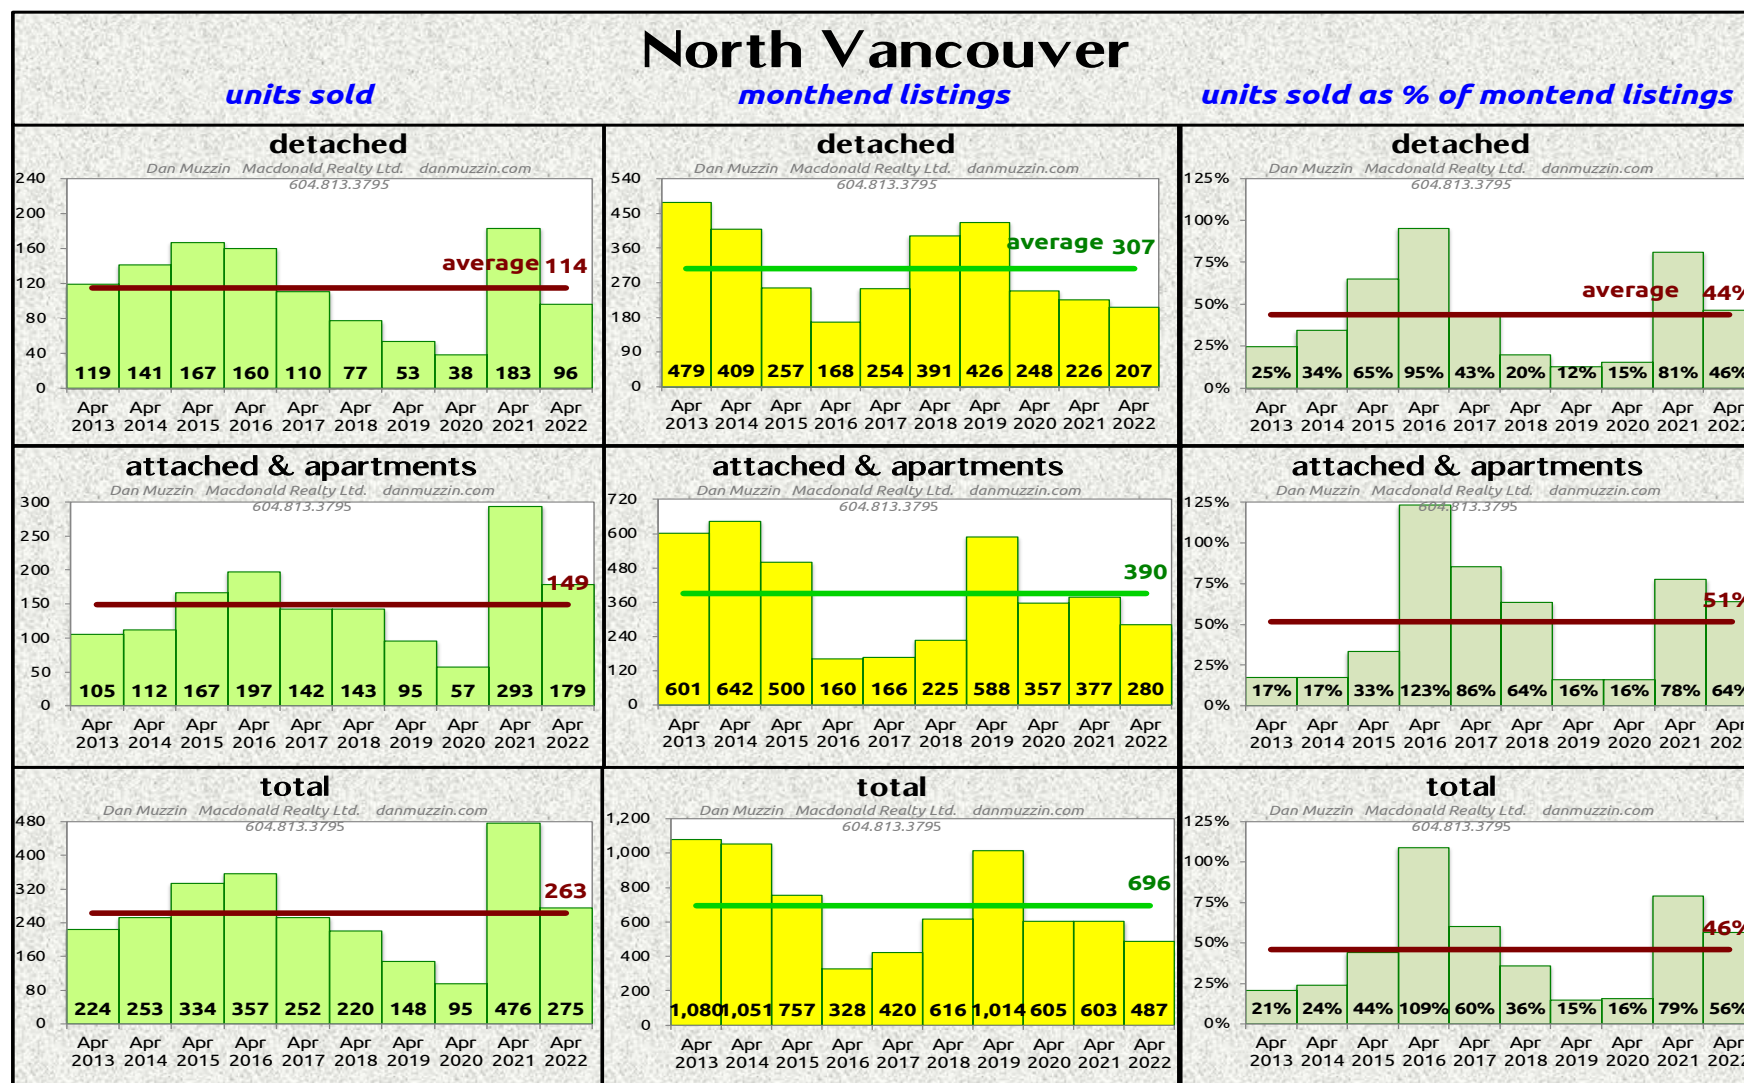 North Vancouver
units sold
monthend listings
units sold as % of montend listings
detached
Dan Muzzin Macdonald Realty Ltd. danmuzzin.com
604.813.3795
240
200
160
120
80
40
0
average 114
119 141 167 160 110 77 53 38 183 96
Apr Apr Apr Apr Apr Apr Apr Apr Apr Apr
2013 2014 2015 2016 2017 2018 2019 2020 2021 2022
detached
Dan Muzzin Macdonald Realty Ltd. danmuzzin.com
604.813.3795
540
450
360
270
180
90
0
average 307
479 409 257 168 254 391 426 248 226 207
Apr Apr Apr Apr Apr Apr Apr Apr Apr Apr
2013 2014 2015 2016 2017 2018 2019 2020 2021 2022
detached
Dan Muzzin Macdonald Realty Ltd. danmuzzin.com
604.813.3795
125%
100%
75%
50%
25%
0%
average 44%
25% 34% 65% 95% 43% 20% 12% 15% 81% 46%
Apr Apr Apr Apr Apr Apr Apr Apr Apr Apr
2013 2014 2015 2016 2017 2018 2019 2020 2021 2022
attached & apartments
Dan Muzzin Macdonald Realty Ltd. danmuzzin.com
604.813.3795
300
250
200
150
100
50
0
149
105 112 167 197 142 143 95 57 293 179
Apr Apr Apr Apr Apr Apr Apr Apr Apr Apr
2013 2014 2015 2016 2017 2018 2019 2020 2021 2022
attached & apartments
Dan Muzzin Macdonald Realty Ltd. danmuzzin.com
604.813.3795
720
600
480
360
240
120
0
390
601 642 500 160 166 225 588 357 377 280
Apr Apr Apr Apr Apr Apr Apr Apr Apr Apr
2013 2014 2015 2016 2017 2018 2019 2020 2021 2022
attached & apartments
Dan Muzzin Macdonald Realty Ltd. danmuzzin.com
604.813.3795
125%
100%
75%
50%
25%
0%
51%
17% 17% 33% 123% 86% 64% 16% 16% 78% 64%
Apr Apr Apr Apr Apr Apr Apr Apr Apr Apr
2013 2014 2015 2016 2017 2018 2019 2020 2021 2022
total
Dan Muzzin Macdonald Realty Ltd. danmuzzin.com
604.813.3795
480
400
320
240
160
80
0
263
224 253 334 357 252 220 148 95 476 275
Apr Apr Apr Apr Apr Apr Apr Apr Apr Apr
2013 2014 2015 2016 2017 2018 2019 2020 2021 2022
total
Dan Muzzin Macdonald Realty Ltd. danmuzzin.com
604.813.3795
1,200
1,000
800
600
400
200
0
696
1,080 1,051 757 328 420 616 1,014 605 603 487
Apr Apr Apr Apr Apr Apr Apr Apr Apr Apr
2013 2014 2015 2016 2017 2018 2019 2020 2021 2022
total
Dan Muzzin Macdonald Realty Ltd. danmuzzin.com
604.813.3795
125%
100%
75%
50%
25%
0%
46%
21% 24% 44% 109% 60% 36% 15% 16% 79% 56%
Apr Apr Apr Apr Apr Apr Apr Apr Apr Apr
2013 2014 2015 2016 2017 2018 2019 2020 2021 2022